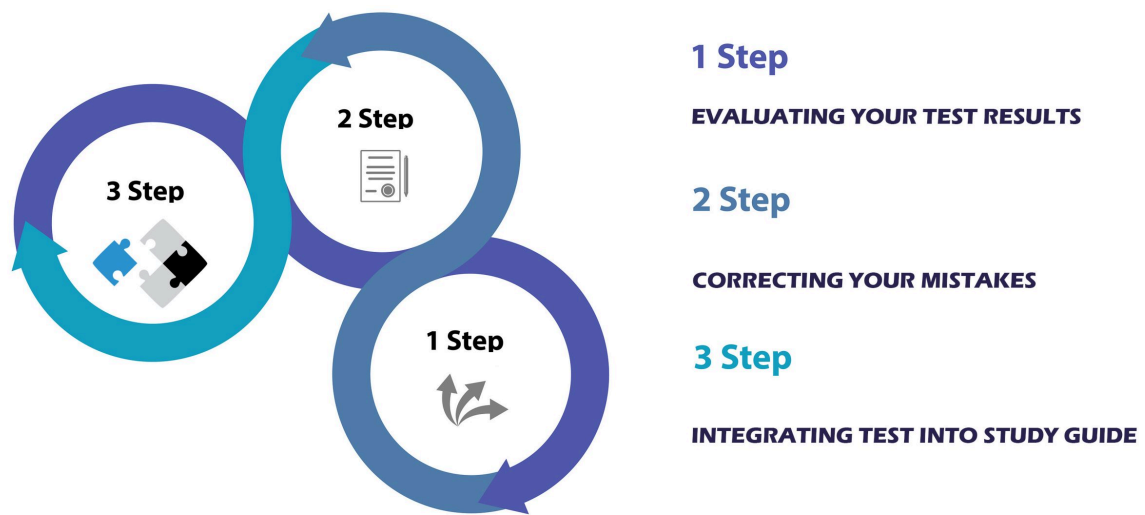 2 Step
3 Step
1 Step
1 Step
EVALUATING YOUR TEST RESULTS
2 Step
CORRECTING YOUR MISTAKES
3 Step
INTEGRATING TEST INTO STUDY GUIDE